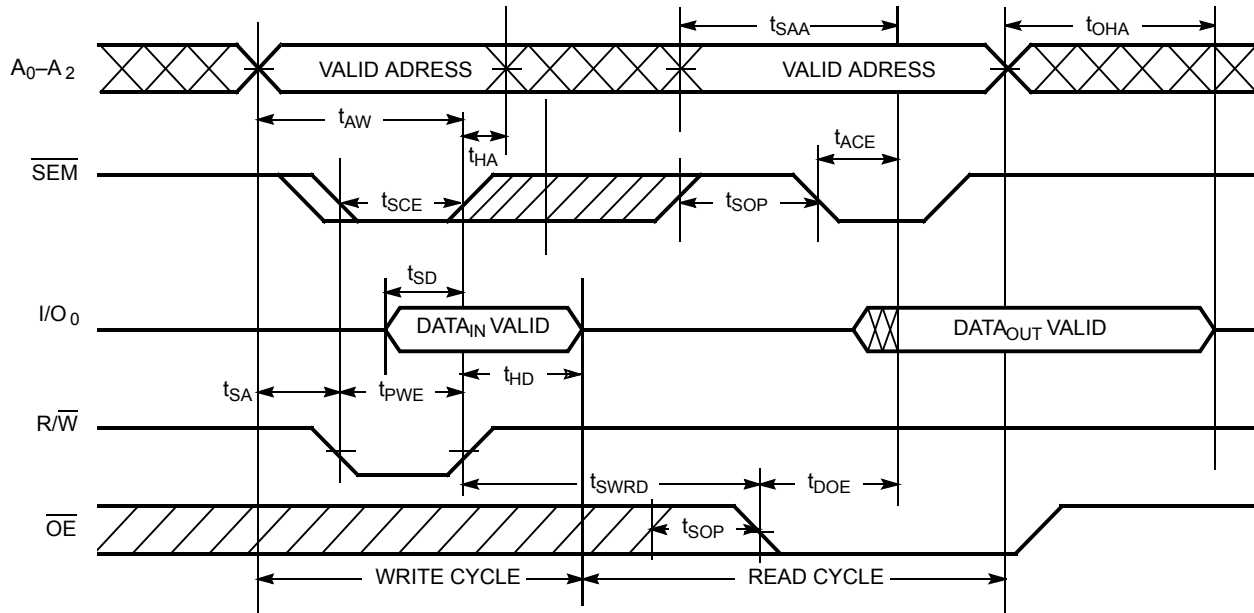 tSAA
tOHA
A0–A2
VALID ADRESS
VALID ADRESS
tAW
tHA
tACE
SEM
tSCE
tSOP
tSD
I/O0
DATAIN VALID
DATAOUT VALID
tSA
tPWE
tHD
R/W
tSWRD
tDOE
OE
tSOP
WRITE CYCLE
READ CYCLE